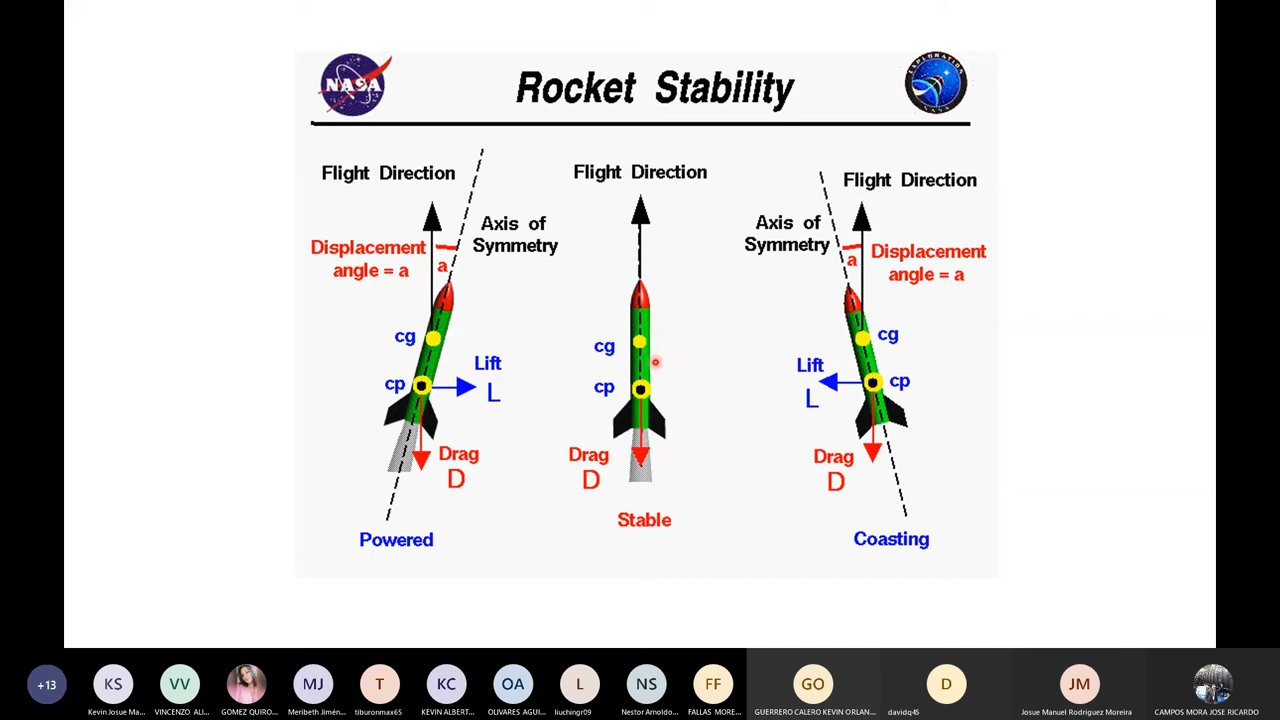 NASA
Rocket Stability
EXPLORATION
NASA
Flight Direction
Axis of
Symmetry
Displacement
angle = a
a
cg
Lift
L
cp
Drag
D
Powered
Flight Direction
cg
cp
Drag
D
Stable
Flight Direction
Axis of
Symmetry
Displacement
angle = a
a
cg
Lift
L
cp
Drag
D
Coasting
+13
KS
VV
MJ
T
KC
OA
L
NS
FF
GO
D
JM
Kevin Josue Ma...
VINCENZO ALI...
GOMEZ QUIRO...
Meribeth Jimén...
tiburonmax65
KEVIN ALBERT...
OLIVARES AGUI...
liuchingr09
Nestor Arnoldo...
FALLAS MORE...
GUERRERO CALERO KEVIN ORLAN...
davidq45
Josue Manuel Rodriguez Moreira
CAMPOS MORA JOSE RICARDO